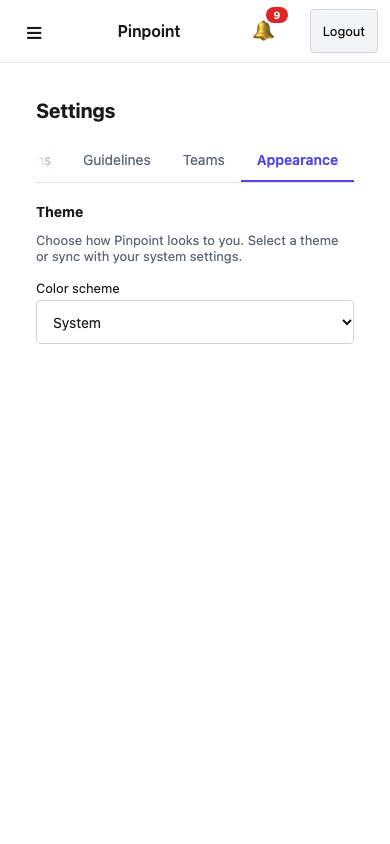 Pinpoint
9
Logout
Settings
Guidelines
Teams
Appearance
Theme
Choose how Pinpoint looks to you. Select a theme
or sync with your system settings.
Color scheme
System